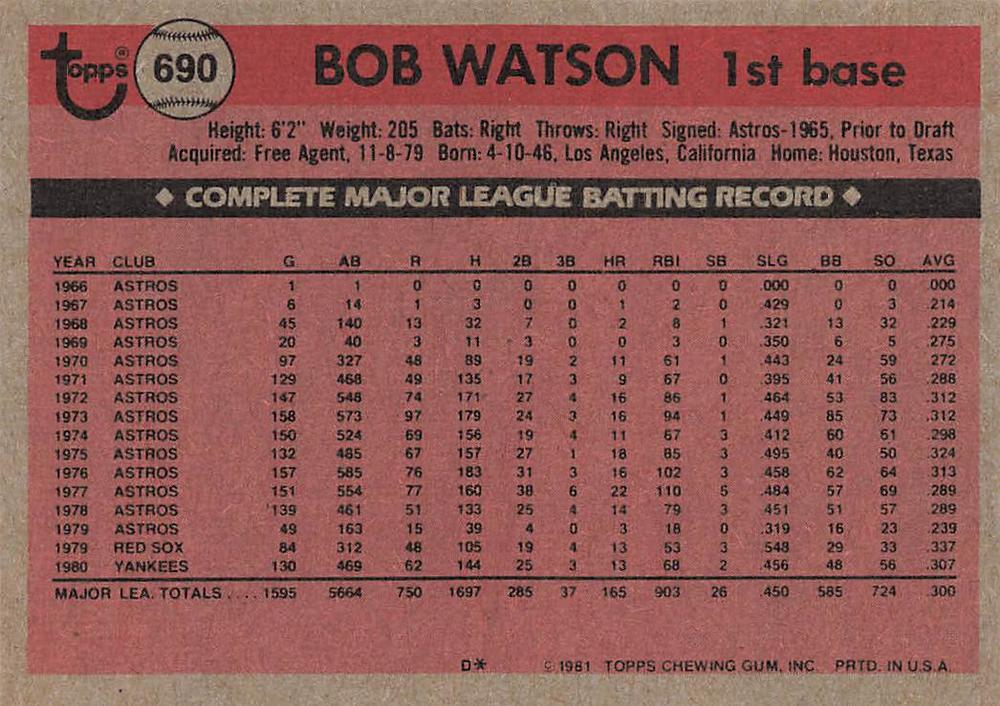 Topps ® 690 BOB WATSON 1st base
Height: 6'2" Weight: 205 Bats: Right Throws: Right Signed: Astros-1965, Prior to Draft
Acquired: Free Agent, 11-8-79 Born: 4-10-46, Los Angeles, California Home: Houston, Texas
◆ COMPLETE MAJOR LEAGUE BATTING RECORD ◆
YEAR CLUB G AB R H 2B 3B HR RBI SB SLG BB SO AVG
1966 ASTROS 1 1 0 0 0 0 0 0 0 .000 0 0 .000
1967 ASTROS 6 14 1 3 0 0 1 2 0 .429 0 3 .214
1968 ASTROS 45 140 13 32 7 0 2 8 1 .321 13 32 .229
1969 ASTROS 20 40 3 11 3 0 0 3 0 .350 6 5 .275
1970 ASTROS 97 327 48 89 19 2 11 61 1 .443 24 59 .272
1971 ASTROS 129 468 49 135 17 3 9 67 0 .395 41 56 .288
1972 ASTROS 147 548 74 171 27 4 16 86 1 .464 53 83 .312
1973 ASTROS 158 573 97 179 24 3 16 94 1 .449 85 73 .312
1974 ASTROS 150 524 69 156 19 4 11 67 3 .412 60 61 .298
1975 ASTROS 132 485 67 157 27 1 18 85 3 .495 40 50 .324
1976 ASTROS 157 585 76 183 31 3 16 102 3 .458 62 64 .313
1977 ASTROS 151 554 77 160 38 6 22 110 5 .484 57 69 .289
1978 ASTROS 139 461 51 133 25 4 14 79 3 .451 51 57 .289
1979 ASTROS 49 163 15 39 4 0 3 18 0 .319 16 23 .239
1979 RED SOX 84 312 48 105 19 4 13 53 3 .548 29 33 .337
1980 YANKEES 130 469 62 144 25 3 13 68 2 .456 48 56 .307
MAJOR LEA. TOTALS .... 1595 5664 750 1697 285 37 165 903 26 .450 585 724 .300
D* © 1981 TOPPS CHEWING GUM, INC. PRTD. IN U.S.A.